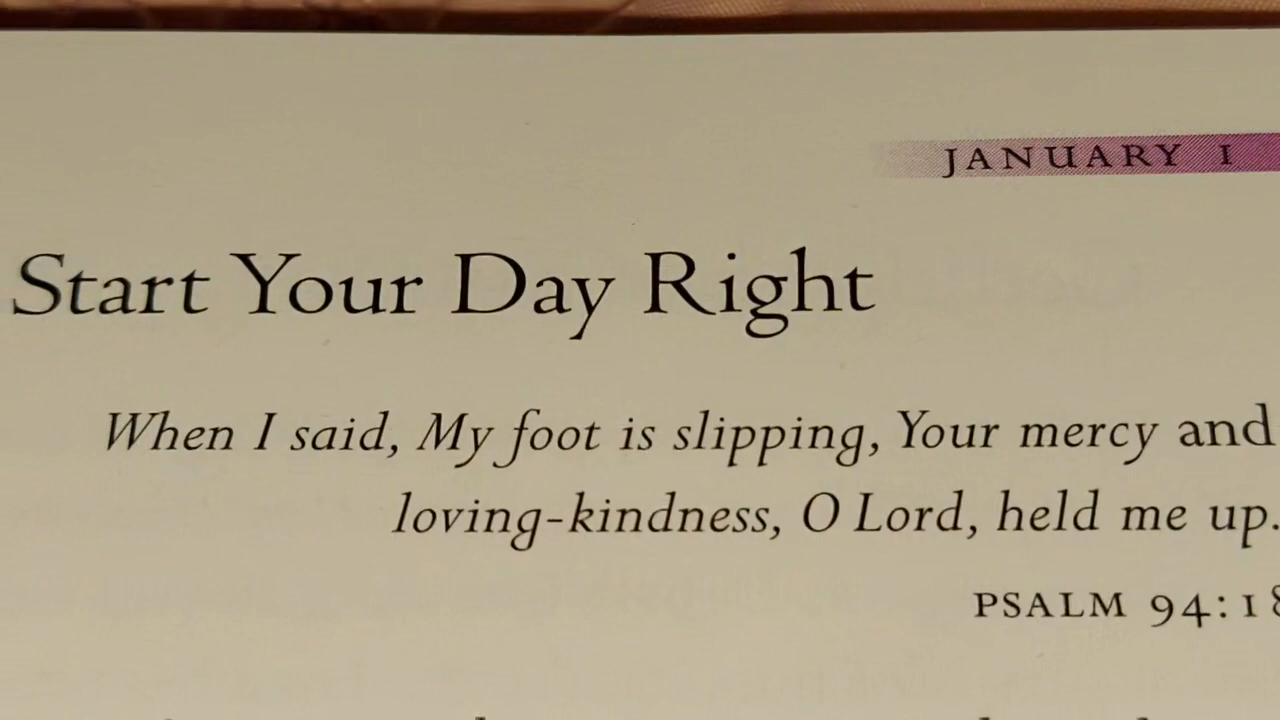 JANUARY 1
Start Your Day Right
When I said, My foot is slipping, Your mercy and
loving-kindness, O Lord, held me up.
PSALM 94:18